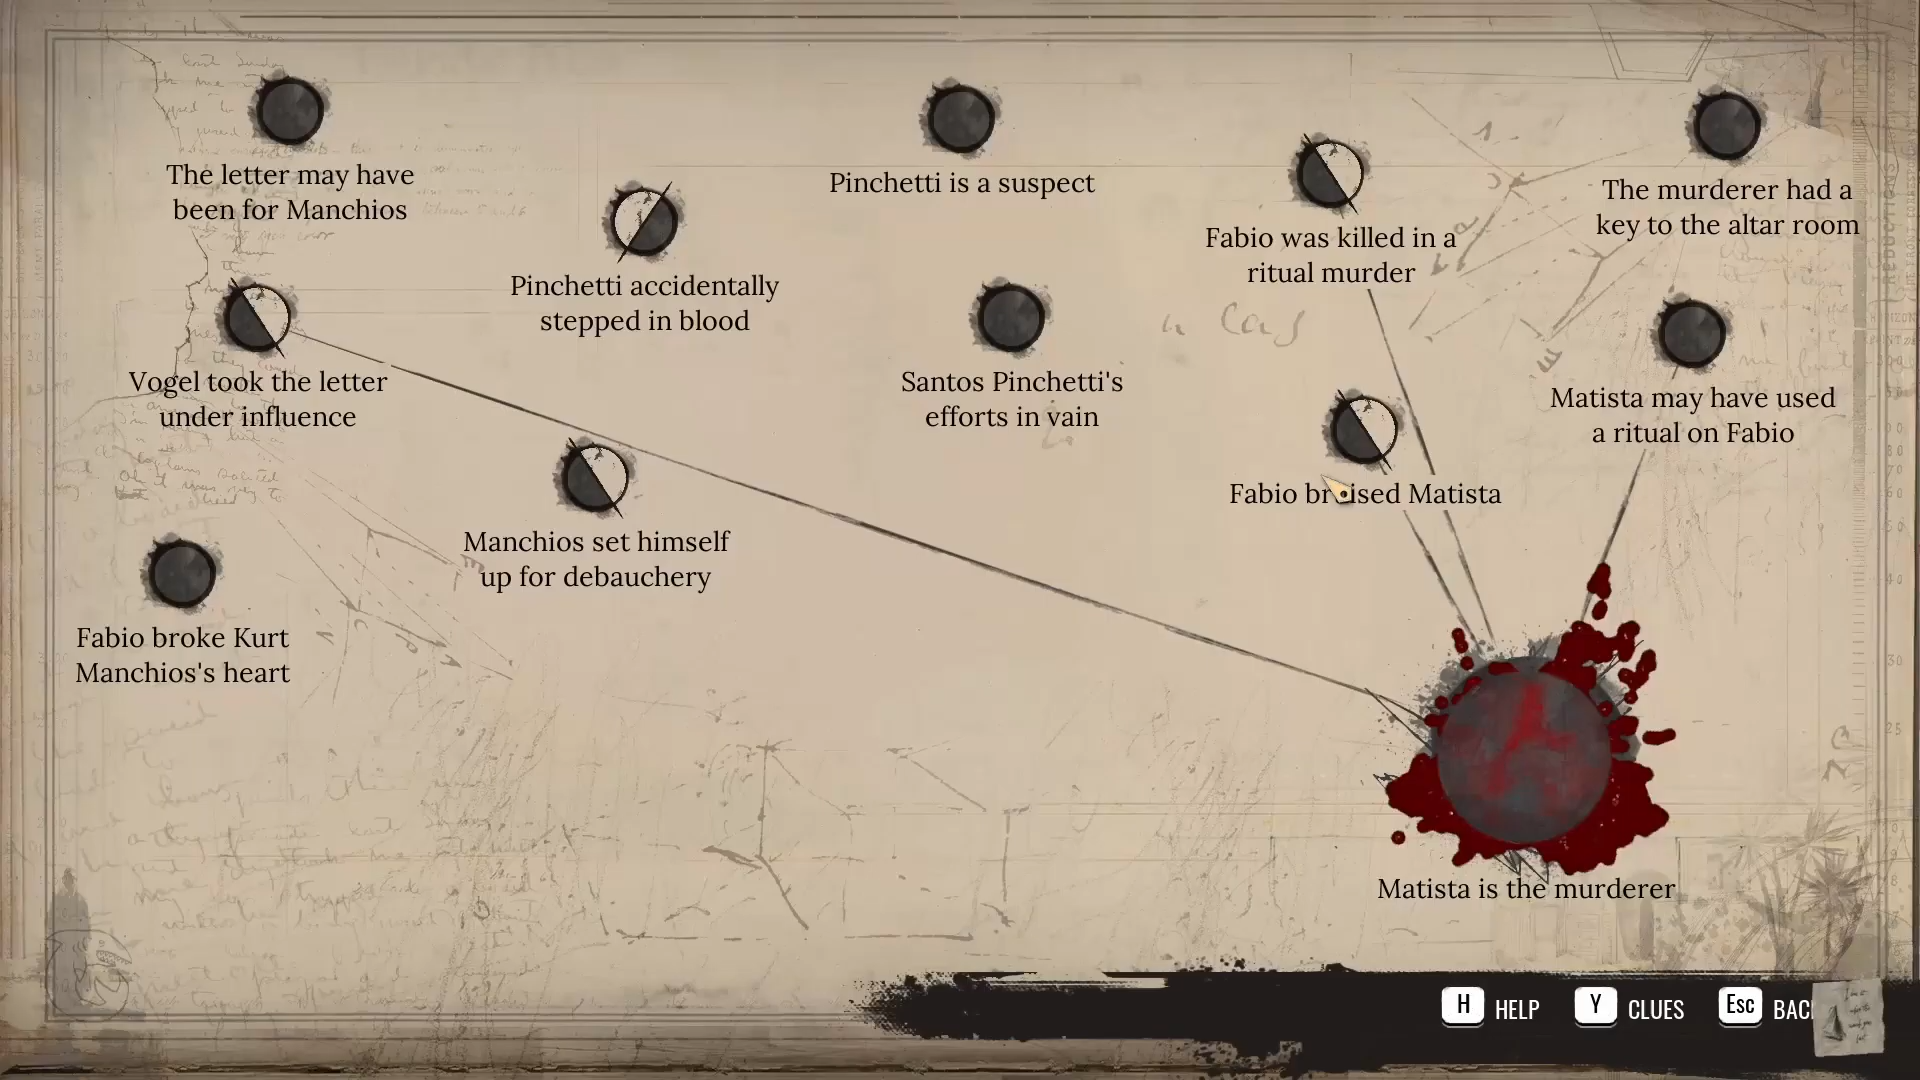 The letter may have
been for Manchios
Pinchetti is a suspect
The murderer had a
key to the altar room
Fabio was killed in a
ritual murder
Pinchetti accidentally
stepped in blood
Vogel took the letter
under influence
Santos Pinchetti's
efforts in vain
Matista may have used
a ritual on Fabio
Fabio bruised Matista
Manchios set himself
up for debauchery
Fabio broke Kurt
Manchios's heart
Matista is the murderer
H HELP Y CLUES Esc BACK